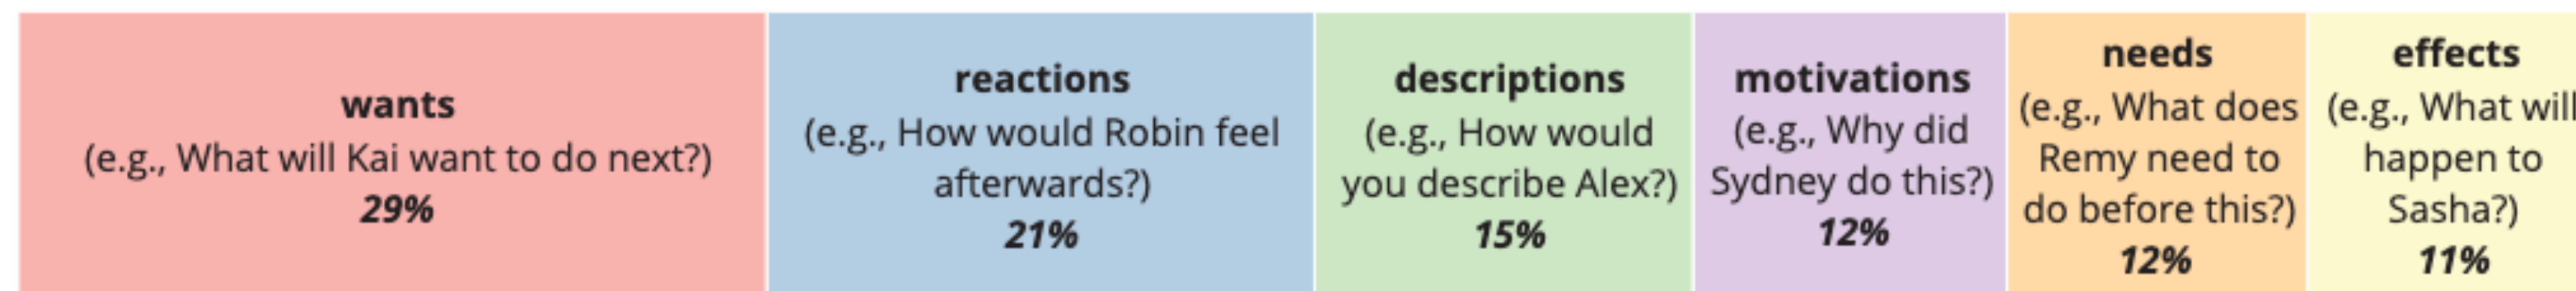 wants
(e.g., What will Kai want to do next?)
29%
reactions
(e.g., How would Robin feel
afterwards?)
21%
descriptions
(e.g., How would
you describe Alex?)
15%
motivations
(e.g., Why did
Sydney do this?)
12%
needs
(e.g., What does
Remy need to
do before this?)
12%
effects
(e.g., What will
happen to
Sasha?)
11%